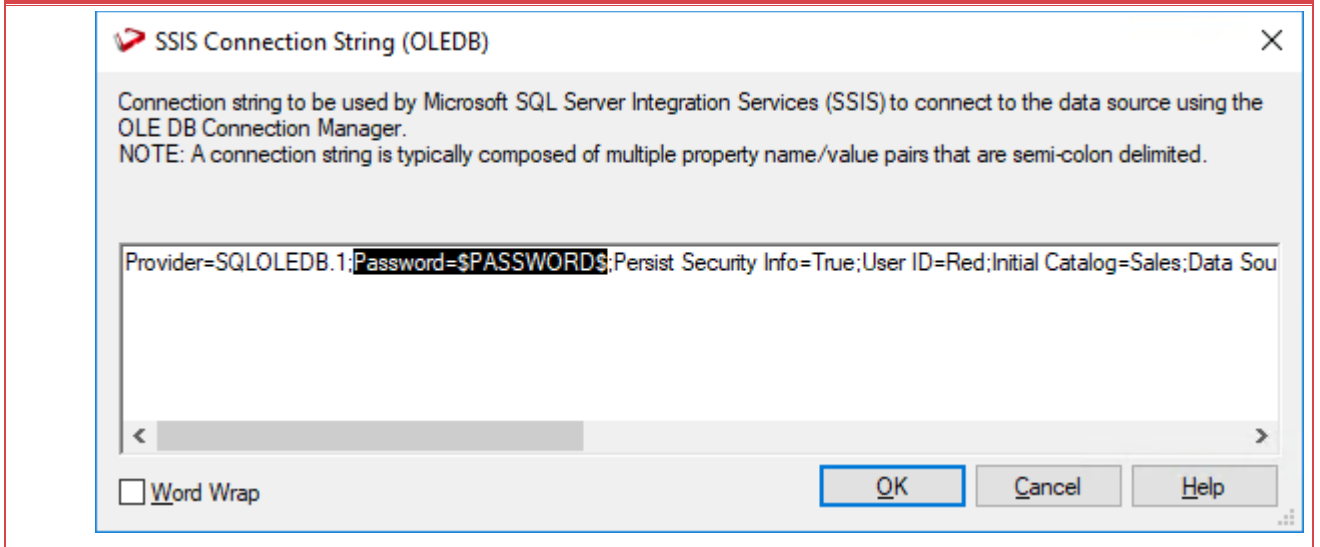 SSIS Connection String (OLEDB)
Connection string to be used by Microsoft SQL Server Integration Services (SSIS) to connect to the data source using the
OLE DB Connection Manager.
NOTE: A connection string is typically composed of multiple property name/value pairs that are semi-colon delimited.
Provider=SQLOLEDB.1;Password=$PASSWORD$;Persist Security Info=True;User ID=Red;Initial Catalog=Sales;Data Sou
Word Wrap
OK
Cancel
Help